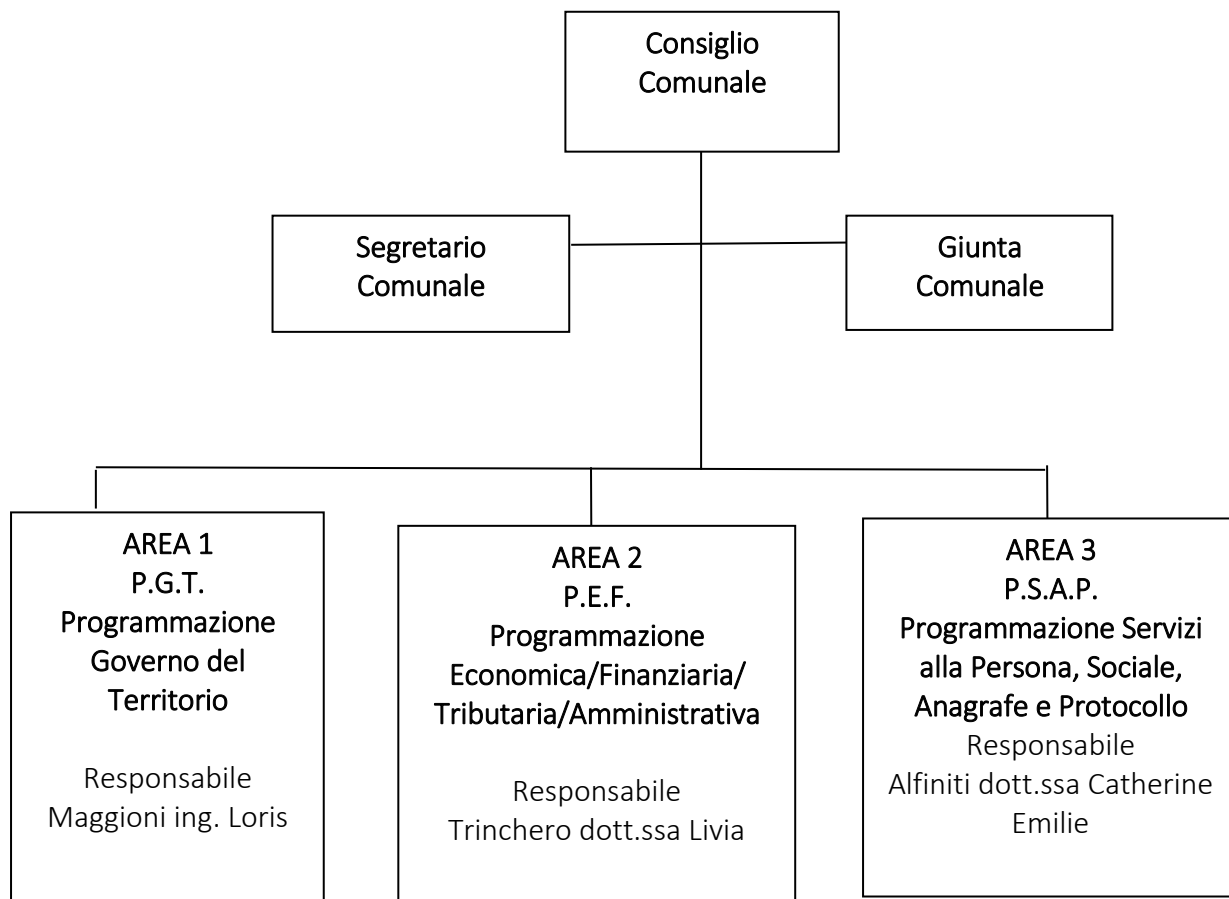 Consiglio
Comunale
Segretario
Comunale
Giunta
Comunale
AREA 1
P.G.T.
Programmazione
Governo del
Territorio
Responsabile
Maggioni ing. Loris
AREA 2
P.E.F.
Programmazione
Economica/Finanziaria/
Tributaria/Amministrativa
Responsabile
Trinchero dott.ssa Livia
AREA 3
P.S.A.P.
Programmazione Servizi
alla Persona, Sociale,
Anagrafe e Protocollo
Responsabile
Alfiniti dott.ssa Catherine
Emilie